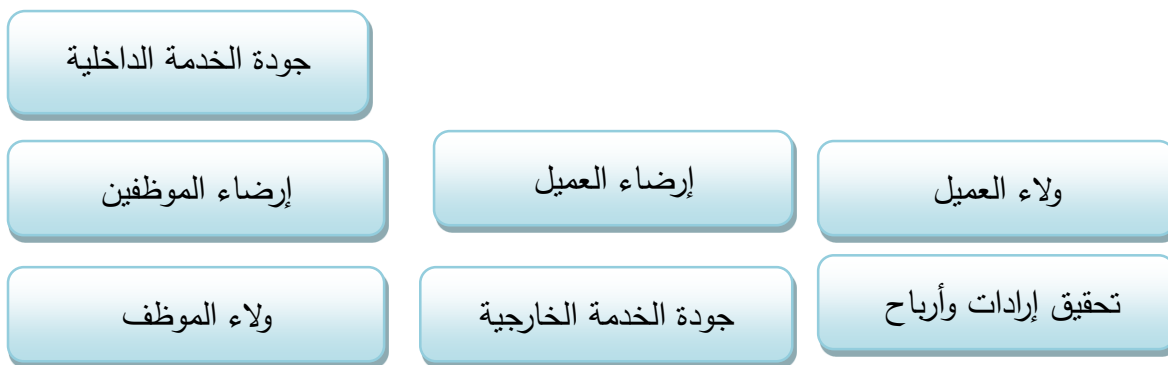 جودة الخدمة الداخلية
ولاء العميل
إرضاء العميل
إرضاء الموظفين
تحقيق إرادات وأرباح
جودة الخدمة الخارجية
ولاء الموظف